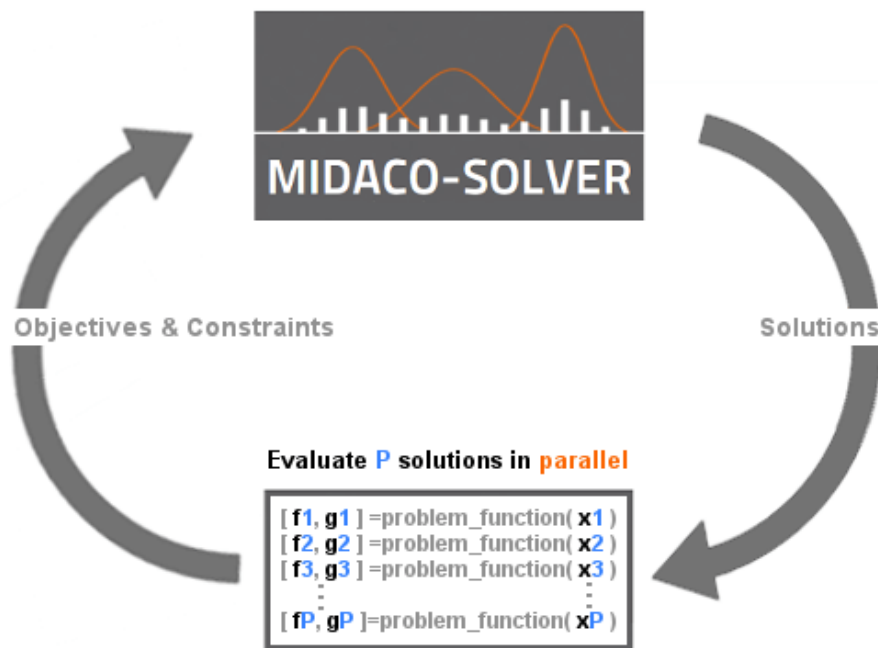 MIDACO-SOLVER
Objectives & Constraints
Solutions
Evaluate P solutions in parallel
[ f1, g1 ] =problem_function( x1 )
[ f2, g2 ] =problem_function( x2 )
[ f3, g3 ] =problem_function( x3 )
[ fP, gP ]=problem_function( xP )